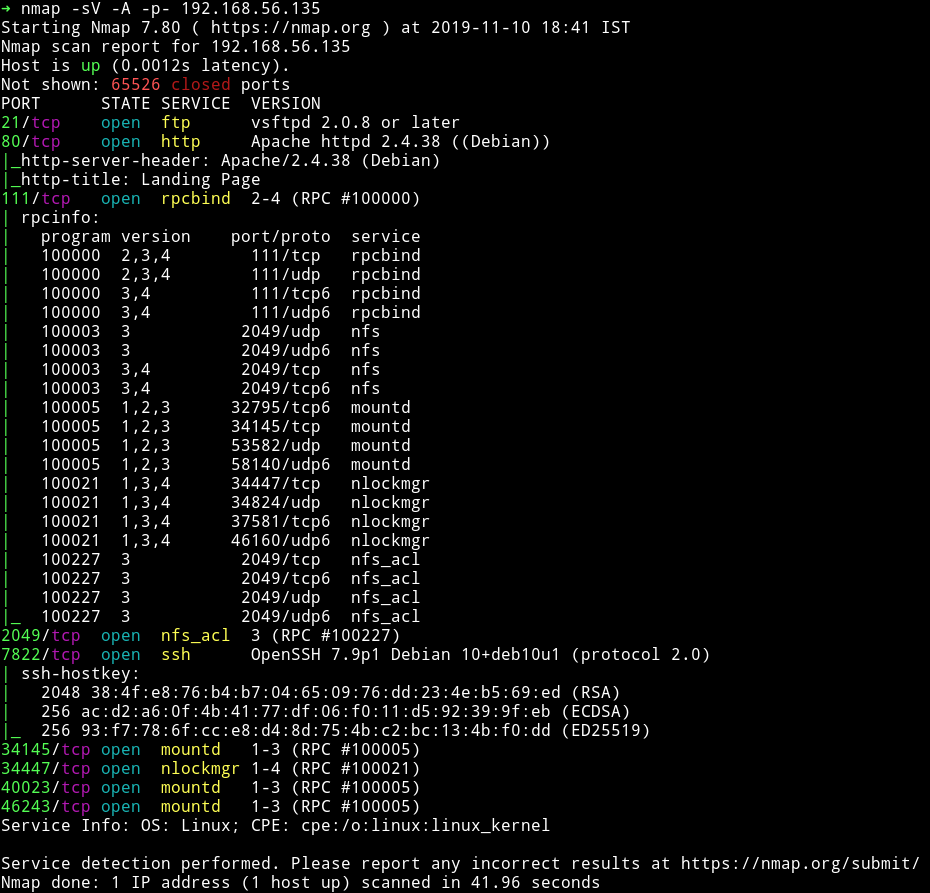 → nmap -sV -A -p- 192.168.56.135
Starting Nmap 7.80 ( https://nmap.org ) at 2019-11-10 18:41 IST
Nmap scan report for 192.168.56.135
Host is up (0.0012s latency).
Not shown: 65526 closed ports
PORT      STATE SERVICE  VERSION
21/tcp    open  ftp      vsftpd 2.0.8 or later
80/tcp    open  http     Apache httpd 2.4.38 ((Debian))
|_http-server-header: Apache/2.4.38 (Debian)
|_http-title: Landing Page
111/tcp   open  rpcbind  2-4 (RPC #100000)
| rpcinfo:
|   program version    port/proto  service
|   100000  2,3,4        111/tcp   rpcbind
|   100000  2,3,4        111/udp   rpcbind
|   100000  3,4          111/tcp6  rpcbind
|   100000  3,4          111/udp6  rpcbind
|   100003  3           2049/udp   nfs
|   100003  3           2049/udp6  nfs
|   100003  3,4         2049/tcp   nfs
|   100003  3,4         2049/tcp6  nfs
|   100005  1,2,3      32795/tcp6  mountd
|   100005  1,2,3      34145/tcp   mountd
|   100005  1,2,3      53582/udp   mountd
|   100005  1,2,3      58140/udp6  mountd
|   100021  1,3,4      34447/tcp   nlockmgr
|   100021  1,3,4      34824/udp   nlockmgr
|   100021  1,3,4      37581/tcp6  nlockmgr
|   100021  1,3,4      46160/udp6  nlockmgr
|   100227  3           2049/tcp   nfs_acl
|   100227  3           2049/tcp6  nfs_acl
|   100227  3           2049/udp   nfs_acl
|_  100227  3           2049/udp6  nfs_acl
2049/tcp  open  nfs_acl  3 (RPC #100227)
7822/tcp  open  ssh      OpenSSH 7.9p1 Debian 10+deb10u1 (protocol 2.0)
| ssh-hostkey:
|   2048 38:4f:e8:76:b4:b7:04:65:09:76:dd:23:4e:b5:69:ed (RSA)
|   256 ac:d2:a6:0f:4b:41:77:df:06:f0:11:d5:92:39:9f:eb (ECDSA)
|_  256 93:f7:78:6f:cc:e8:d4:8d:75:4b:c2:bc:13:4b:f0:dd (ED25519)
34145/tcp open  mountd   1-3 (RPC #100005)
34447/tcp open  nlockmgr 1-4 (RPC #100021)
40023/tcp open  mountd   1-3 (RPC #100005)
46243/tcp open  mountd   1-3 (RPC #100005)
Service Info: OS: Linux; CPE: cpe:/o:linux:linux_kernel

Service detection performed. Please report any incorrect results at https://nmap.org/submit/
Nmap done: 1 IP address (1 host up) scanned in 41.96 seconds